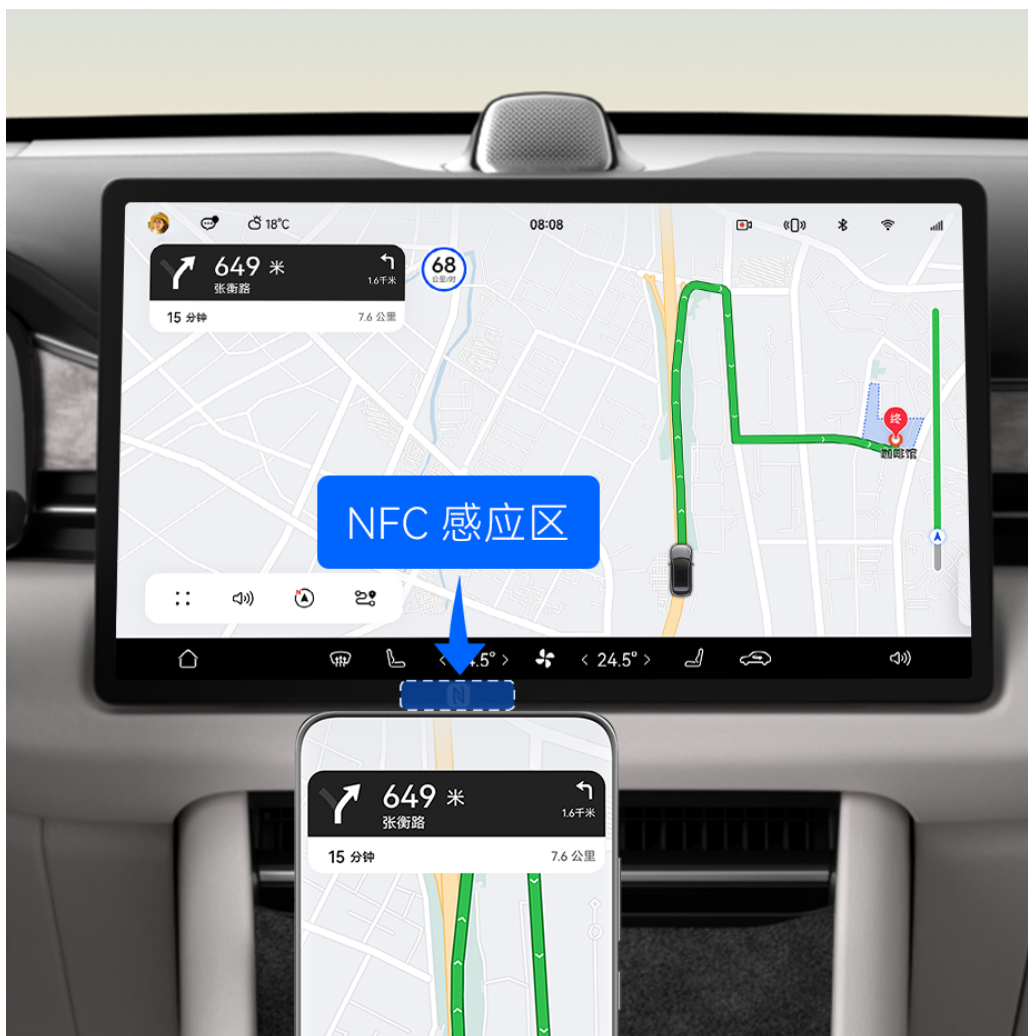 18°C
08:08
649 米
张衡路
1.6千米
68
公里/时
15 分钟
7.6 公里
终
咖啡馆
N
NFC 感应区
< 4.5° >
< 24.5° >
649 米
张衡路
1.6千米
15 分钟
7.6 公里